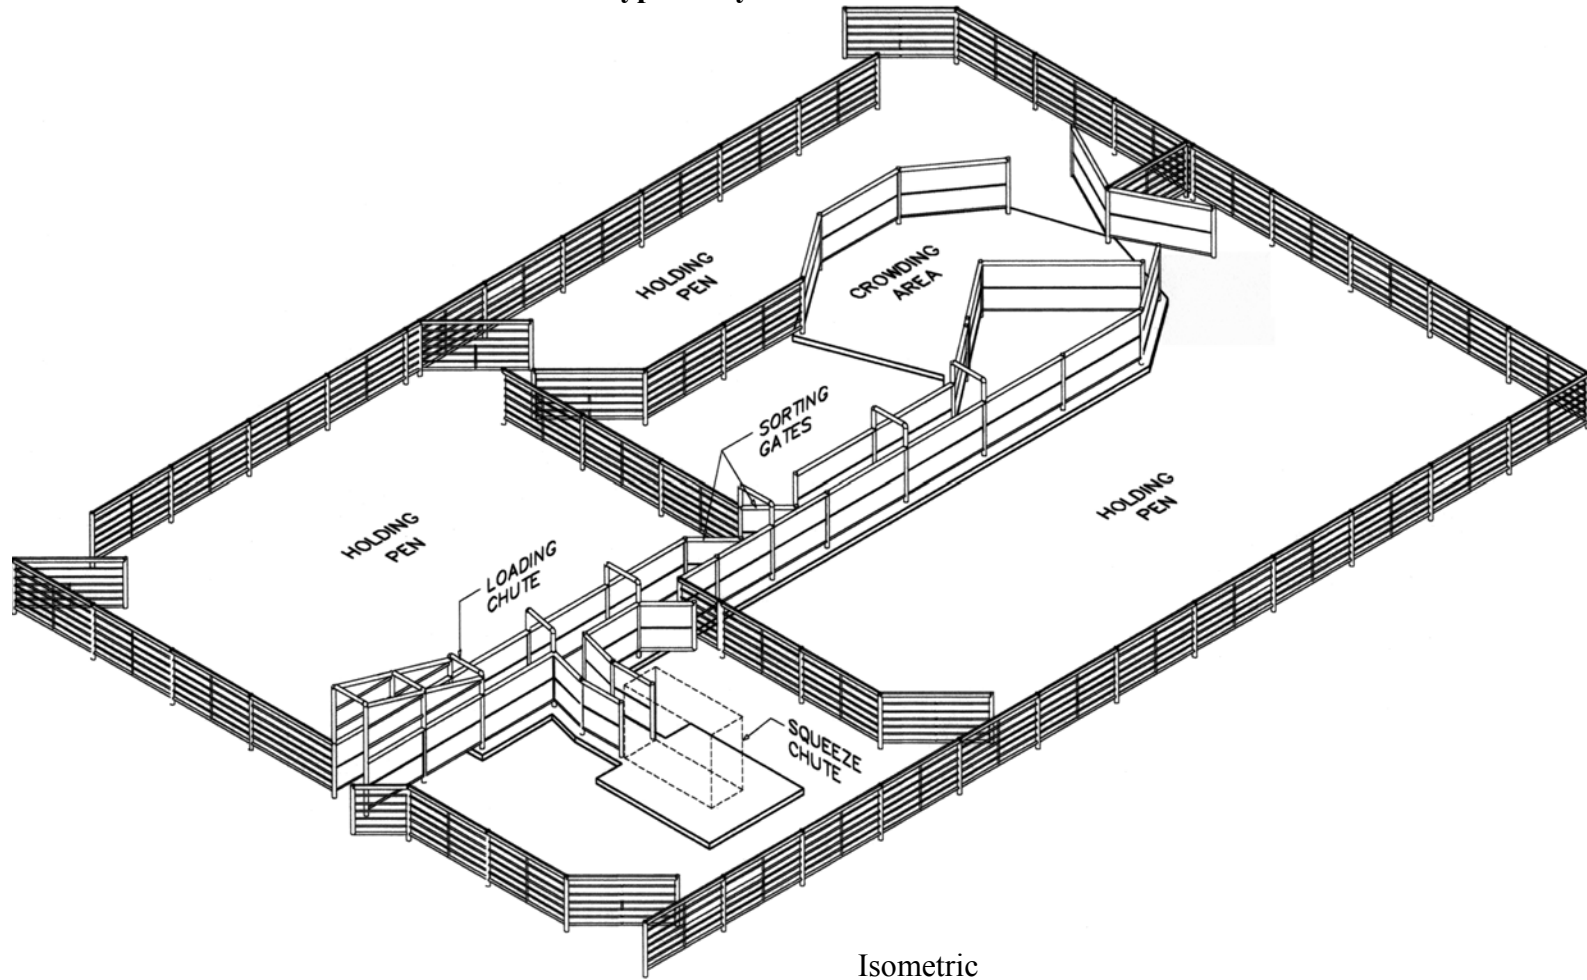 HOLDING
PEN
CROWDING
AREA
SORTING
GATES
HOLDING
PEN
HOLDING
PEN
LOADING
CHUTE
SQUEEZE
CHUTE
Isometric